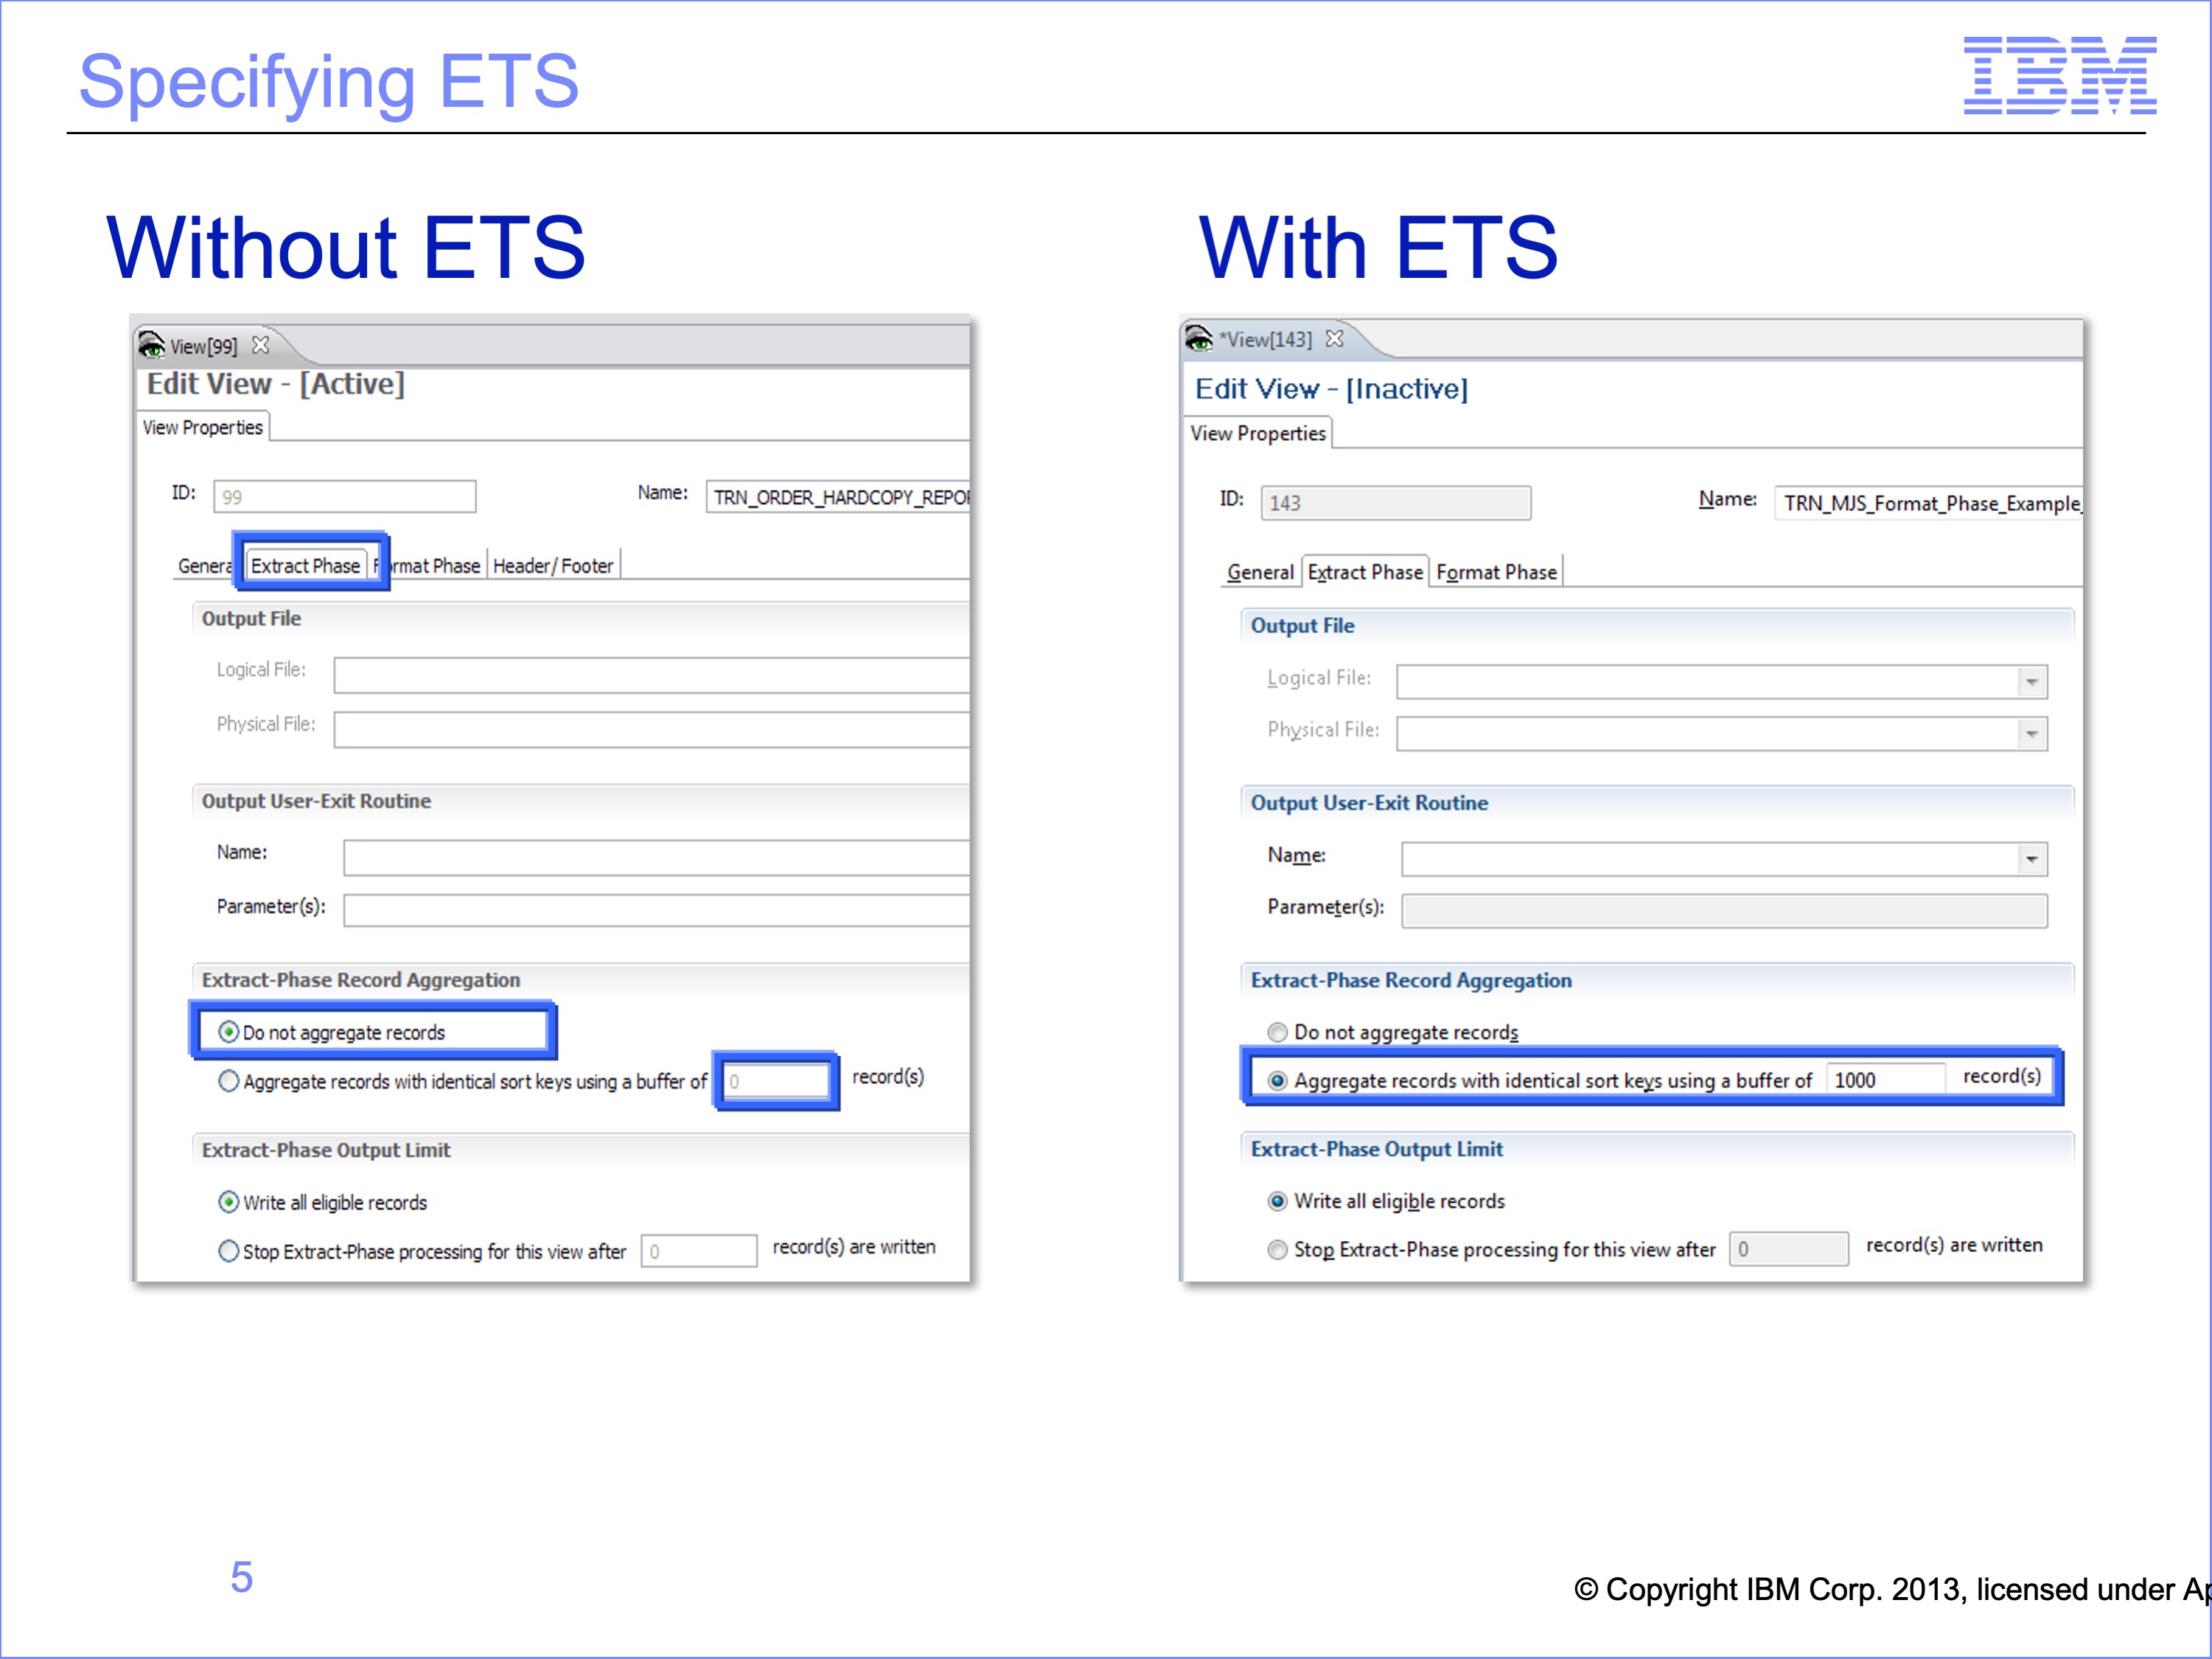 Specifying ETS
IBM
Without ETS
View[99]
Edit View - [Active]
View Properties
ID: 99 Name: TRN_ORDER_HARDCOPY_REPO
General Extract Phase Format Phase Header/Footer
Output File
Logical File:
Physical File:
Output User-Exit Routine
Name:
Parameter(s):
Extract-Phase Record Aggregation
Do not aggregate records
Aggregate records with identical sort keys using a buffer of 0 record(s)
Extract-Phase Output Limit
Write all eligible records
Stop Extract-Phase processing for this view after 0 record(s) are written
With ETS
*View[143]
Edit View - [Inactive]
View Properties
ID: 143 Name: TRN_MJS_Format_Phase_Example_
General Extract Phase Format Phase
Output File
Logical File:
Physical File:
Output User-Exit Routine
Name:
Parameter(s):
Extract-Phase Record Aggregation
Do not aggregate records
Aggregate records with identical sort keys using a buffer of 1000 record(s)
Extract-Phase Output Limit
Write all eligible records
Stop Extract-Phase processing for this view after 0 record(s) are written
5
© Copyright IBM Corp. 2013, licensed under Ap